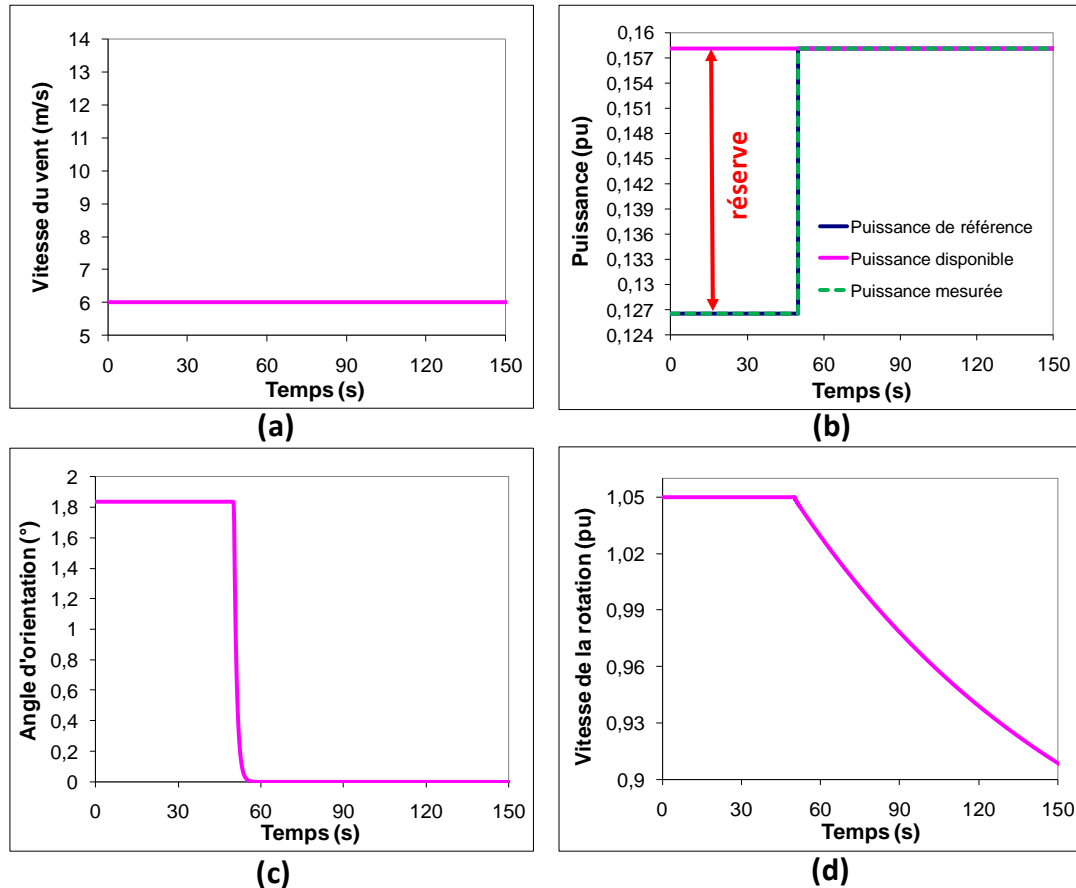 Vitesse du vent (m/s)
14
13
12
11
10
9
8
7
6
5
0 30 60 90 120 150
Temps (s)
(a)
Puissance (pu)
0,16
0,157
0,154
0,151
0,148
0,145
0,142
0,139
0,136
0,133
0,13
0,127
0,124
réserve
Puissance de référence
Puissance disponible
Puissance mesurée
0 30 60 90 120 150
Temps (s)
(b)
Angle d'orientation (°)
2
1,8
1,6
1,4
1,2
1
0,8
0,6
0,4
0,2
0
0 30 60 90 120 150
Temps (s)
(c)
Vitesse de la rotation (pu)
1,05
1,02
0,99
0,96
0,93
0,9
0 30 60 90 120 150
Temps (s)
(d)